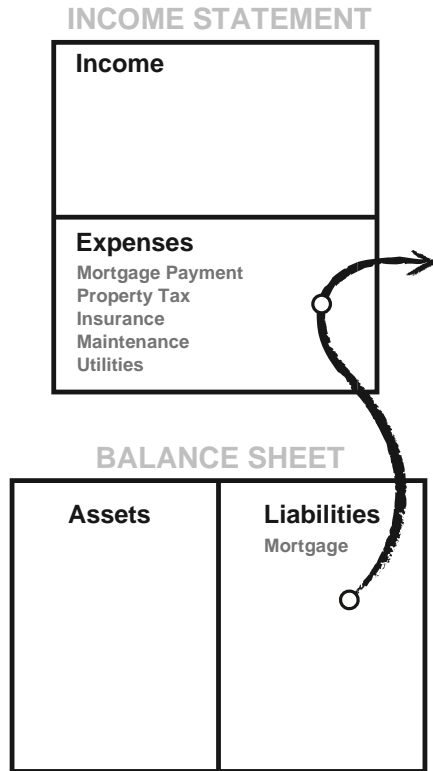 INCOME STATEMENT
Income
Expenses
Mortgage Payment
Property Tax
Insurance
Maintenance
Utilities
BALANCE SHEET
Assets
Liabilities
Mortgage